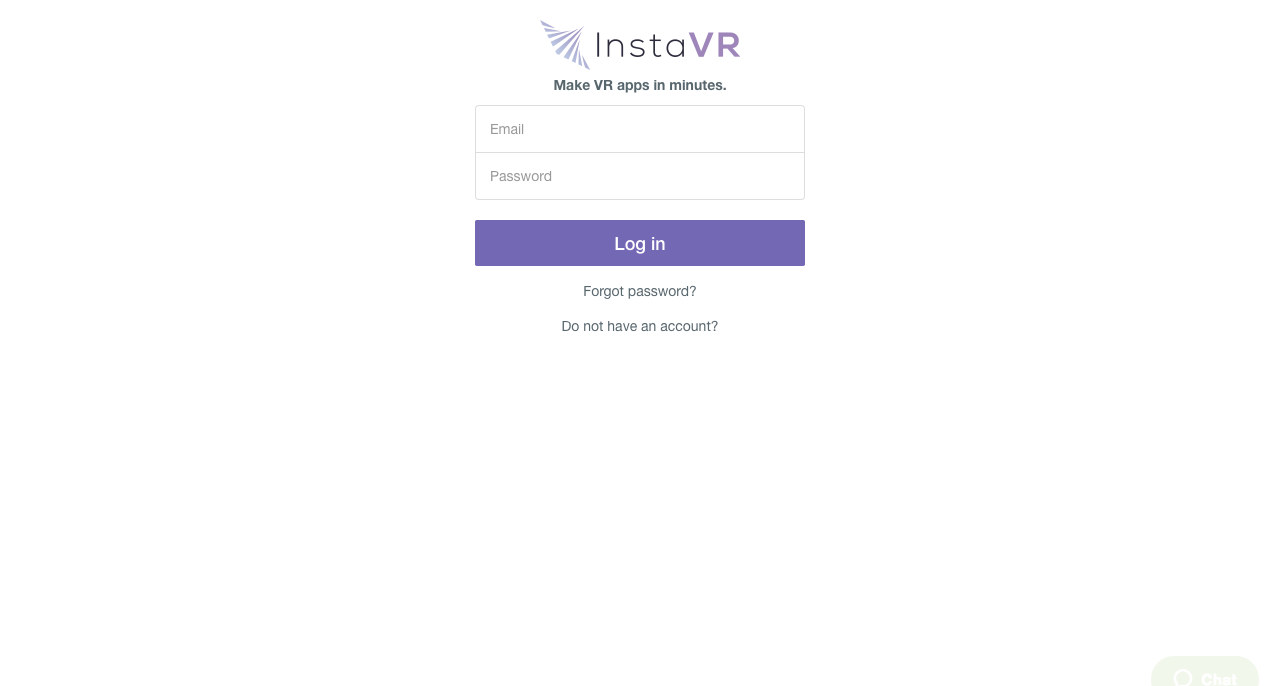 InstaVR
Make VR apps in minutes.
Email
Password
Log in
Forgot password?
Do not have an account?
Chat